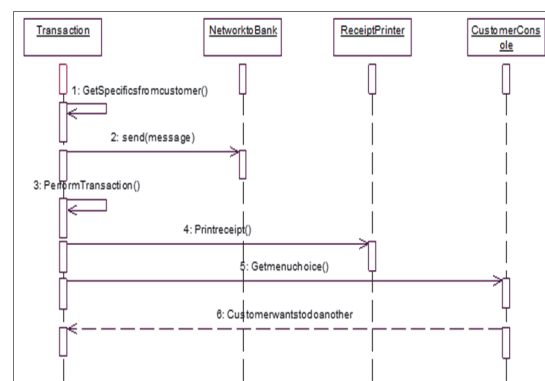 Transaction
NetworktoBank
ReceiptPrinter
CustomerCons
ole
1: GetSpecificsfromcustomer()
2: send(message)
3: PerformTransaction()
4: Printreceipt()
5: Getmenuchoice()
6: Customerwantstodoanother